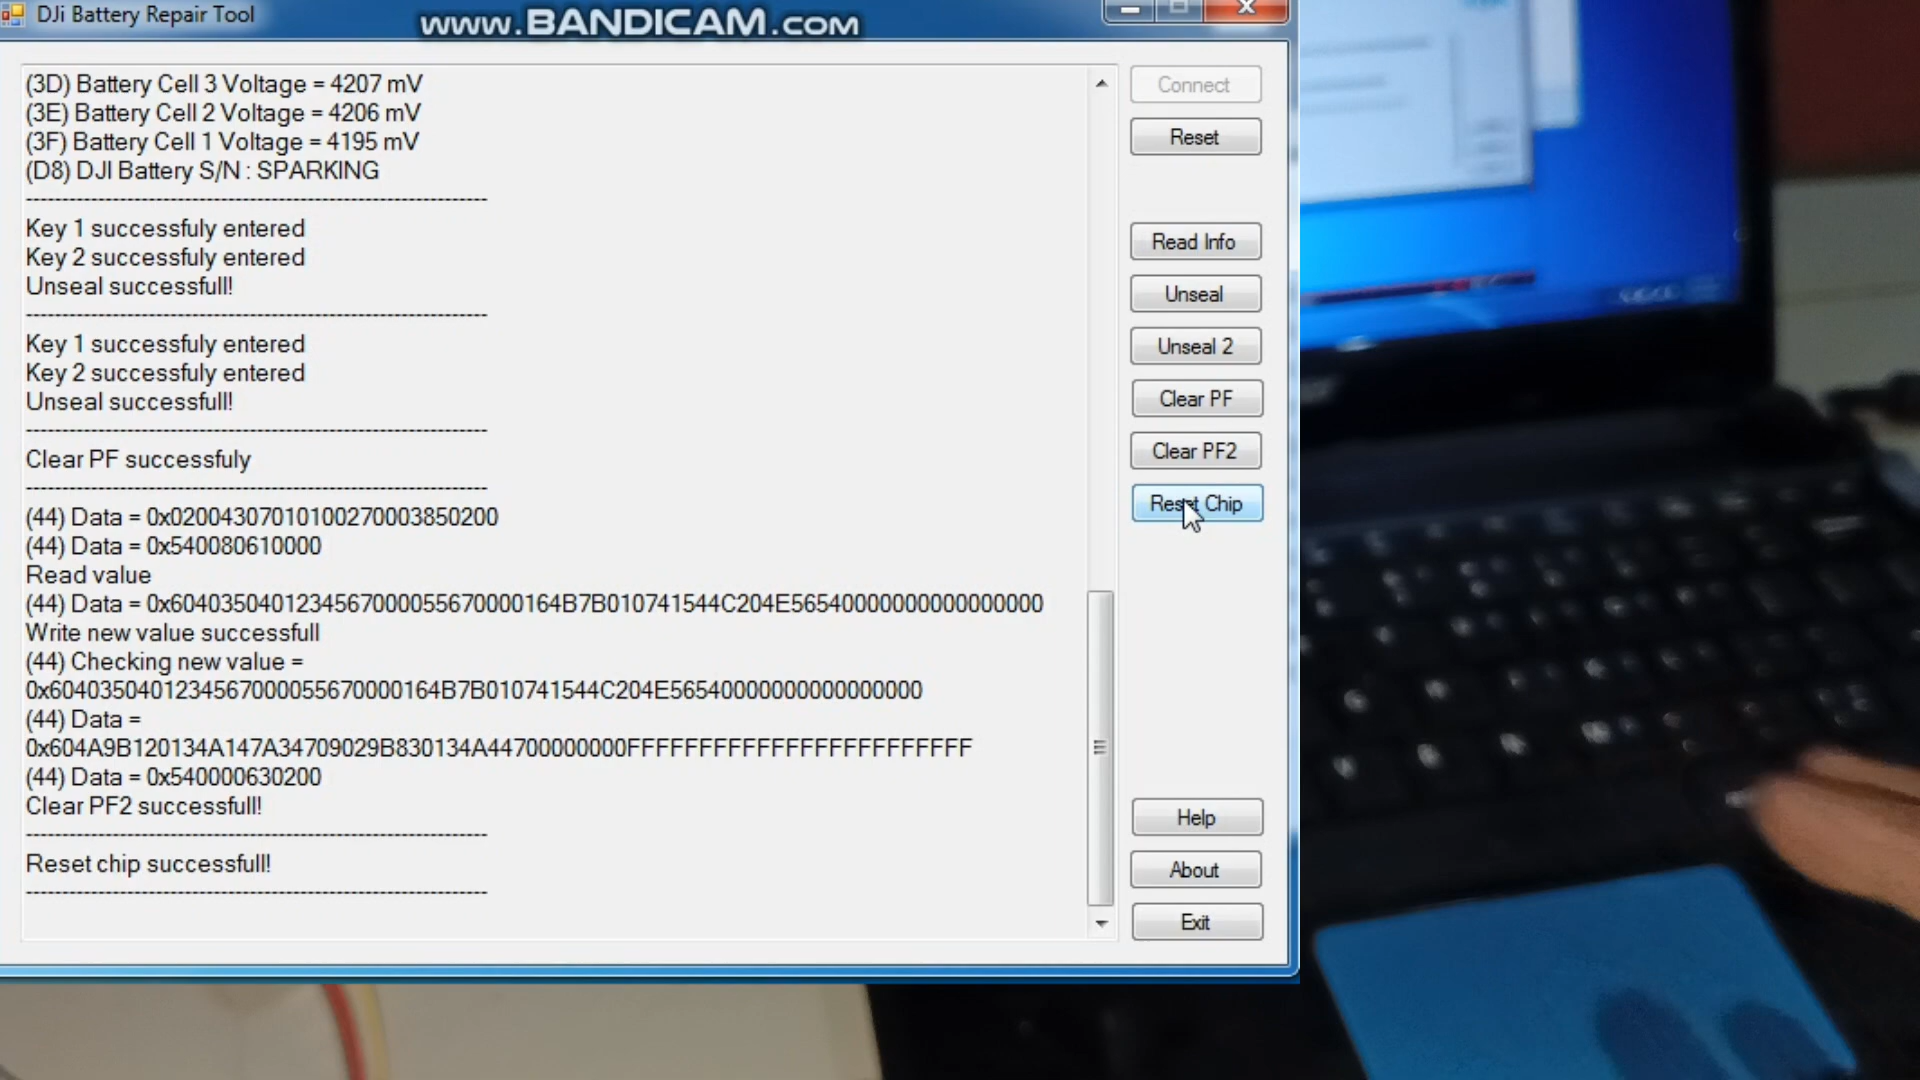 DJi Battery Repair Tool
www.BANDICAM.COM
(3D) Battery Cell 3 Voltage = 4207 mV
(3E) Battery Cell 2 Voltage = 4206 mV
(3F) Battery Cell 1 Voltage = 4195 mV
(D8) DJI Battery S/N : SPARKING
Key 1 successfuly entered
Key 2 successfuly entered
Unseal successfull!
Key 1 successfuly entered
Key 2 successfuly entered
Unseal successfull!
Clear PF successfuly
(44) Data = 0x02004307010100270003850200
(44) Data = 0x540080610000
Read value
(44) Data = 0x6040350401234567000055670000164B7B010741544C204E56540000000000000000
Write new value successfull
(44) Checking new value =
0x6040350401234567000055670000164B7B010741544C204E56540000000000000000
(44) Data =
0x604A9B120134A147A34709029B830134A44700000000FFFFFFFFFFFFFFFFFFFFFFFF
(44) Data = 0x540000630200
Clear PF2 successfull!
Reset chip successfull!
Connect
Reset
Read Info
Unseal
Unseal 2
Clear PF
Clear PF2
Reset Chip
Help
About
Exit